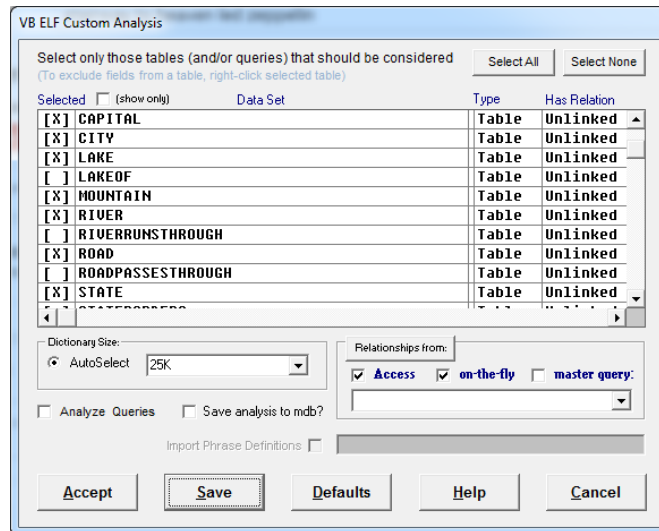 VB ELF Custom Analysis
Select only those tables (and/or queries) that should be considered
(To exclude fields from a table, right-click selected table)
Select All Select None
Selected (show only) Data Set Type Has Relation
[X] CAPITAL Table Unlinked
[X] CITY Table Unlinked
[X] LAKE Table Unlinked
[ ] LAKEOF Table Unlinked
[X] MOUNTAIN Table Unlinked
[X] RIVER Table Unlinked
[ ] RIVERRUNSTHROUGH Table Unlinked
[X] ROAD Table Unlinked
[ ] ROADPASSESTHROUGH Table Unlinked
[X] STATE Table Unlinked
Dictionary Size:
AutoSelect 25K
Relationships from:
Access on-the-fly master query:
Analyze Queries Save analysis to mdb?
Import Phrase Definitions
Accept Save Defaults Help Cancel